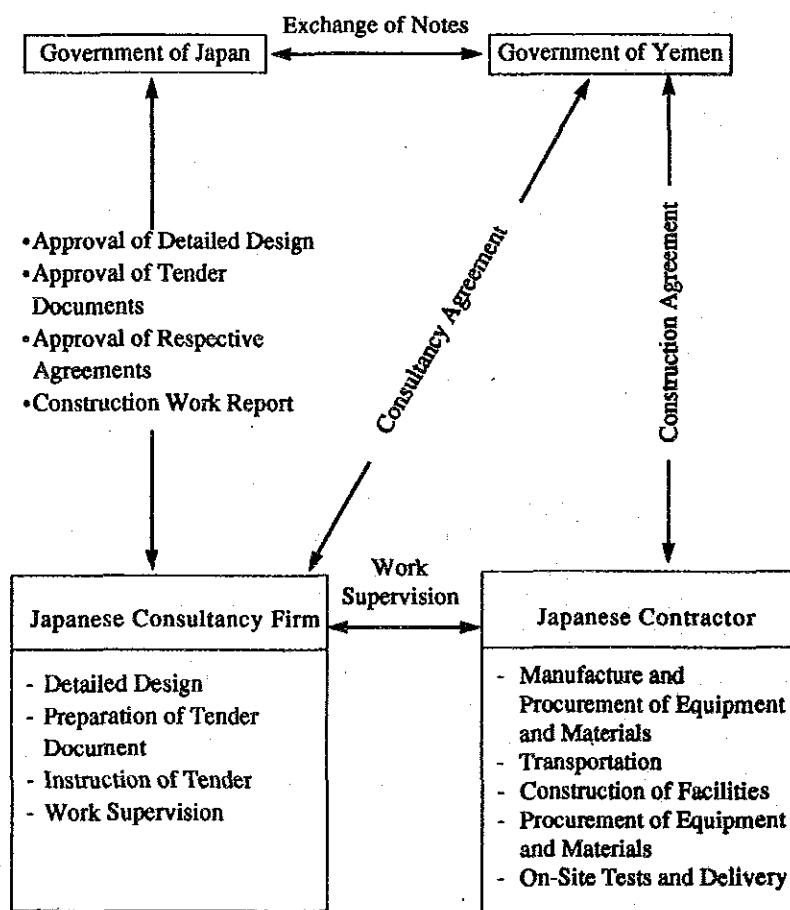 Exchange of Notes
Government of Japan
Government of Yemen
•Approval of Detailed Design
•Approval of Tender
Documents
•Approval of Respective
Agreements
•Construction Work Report
Consultancy Agreement
Construction Agreement
Work
Supervision
Japanese Consultancy Firm
- Detailed Design
- Preparation of Tender
Document
- Instruction of Tender
- Work Supervision
Japanese Contractor
- Manufacture and
Procurement of Equipment
and Materials
- Transportation
- Construction of Facilities
- Procurement of Equipment
and Materials
- On-Site Tests and Delivery